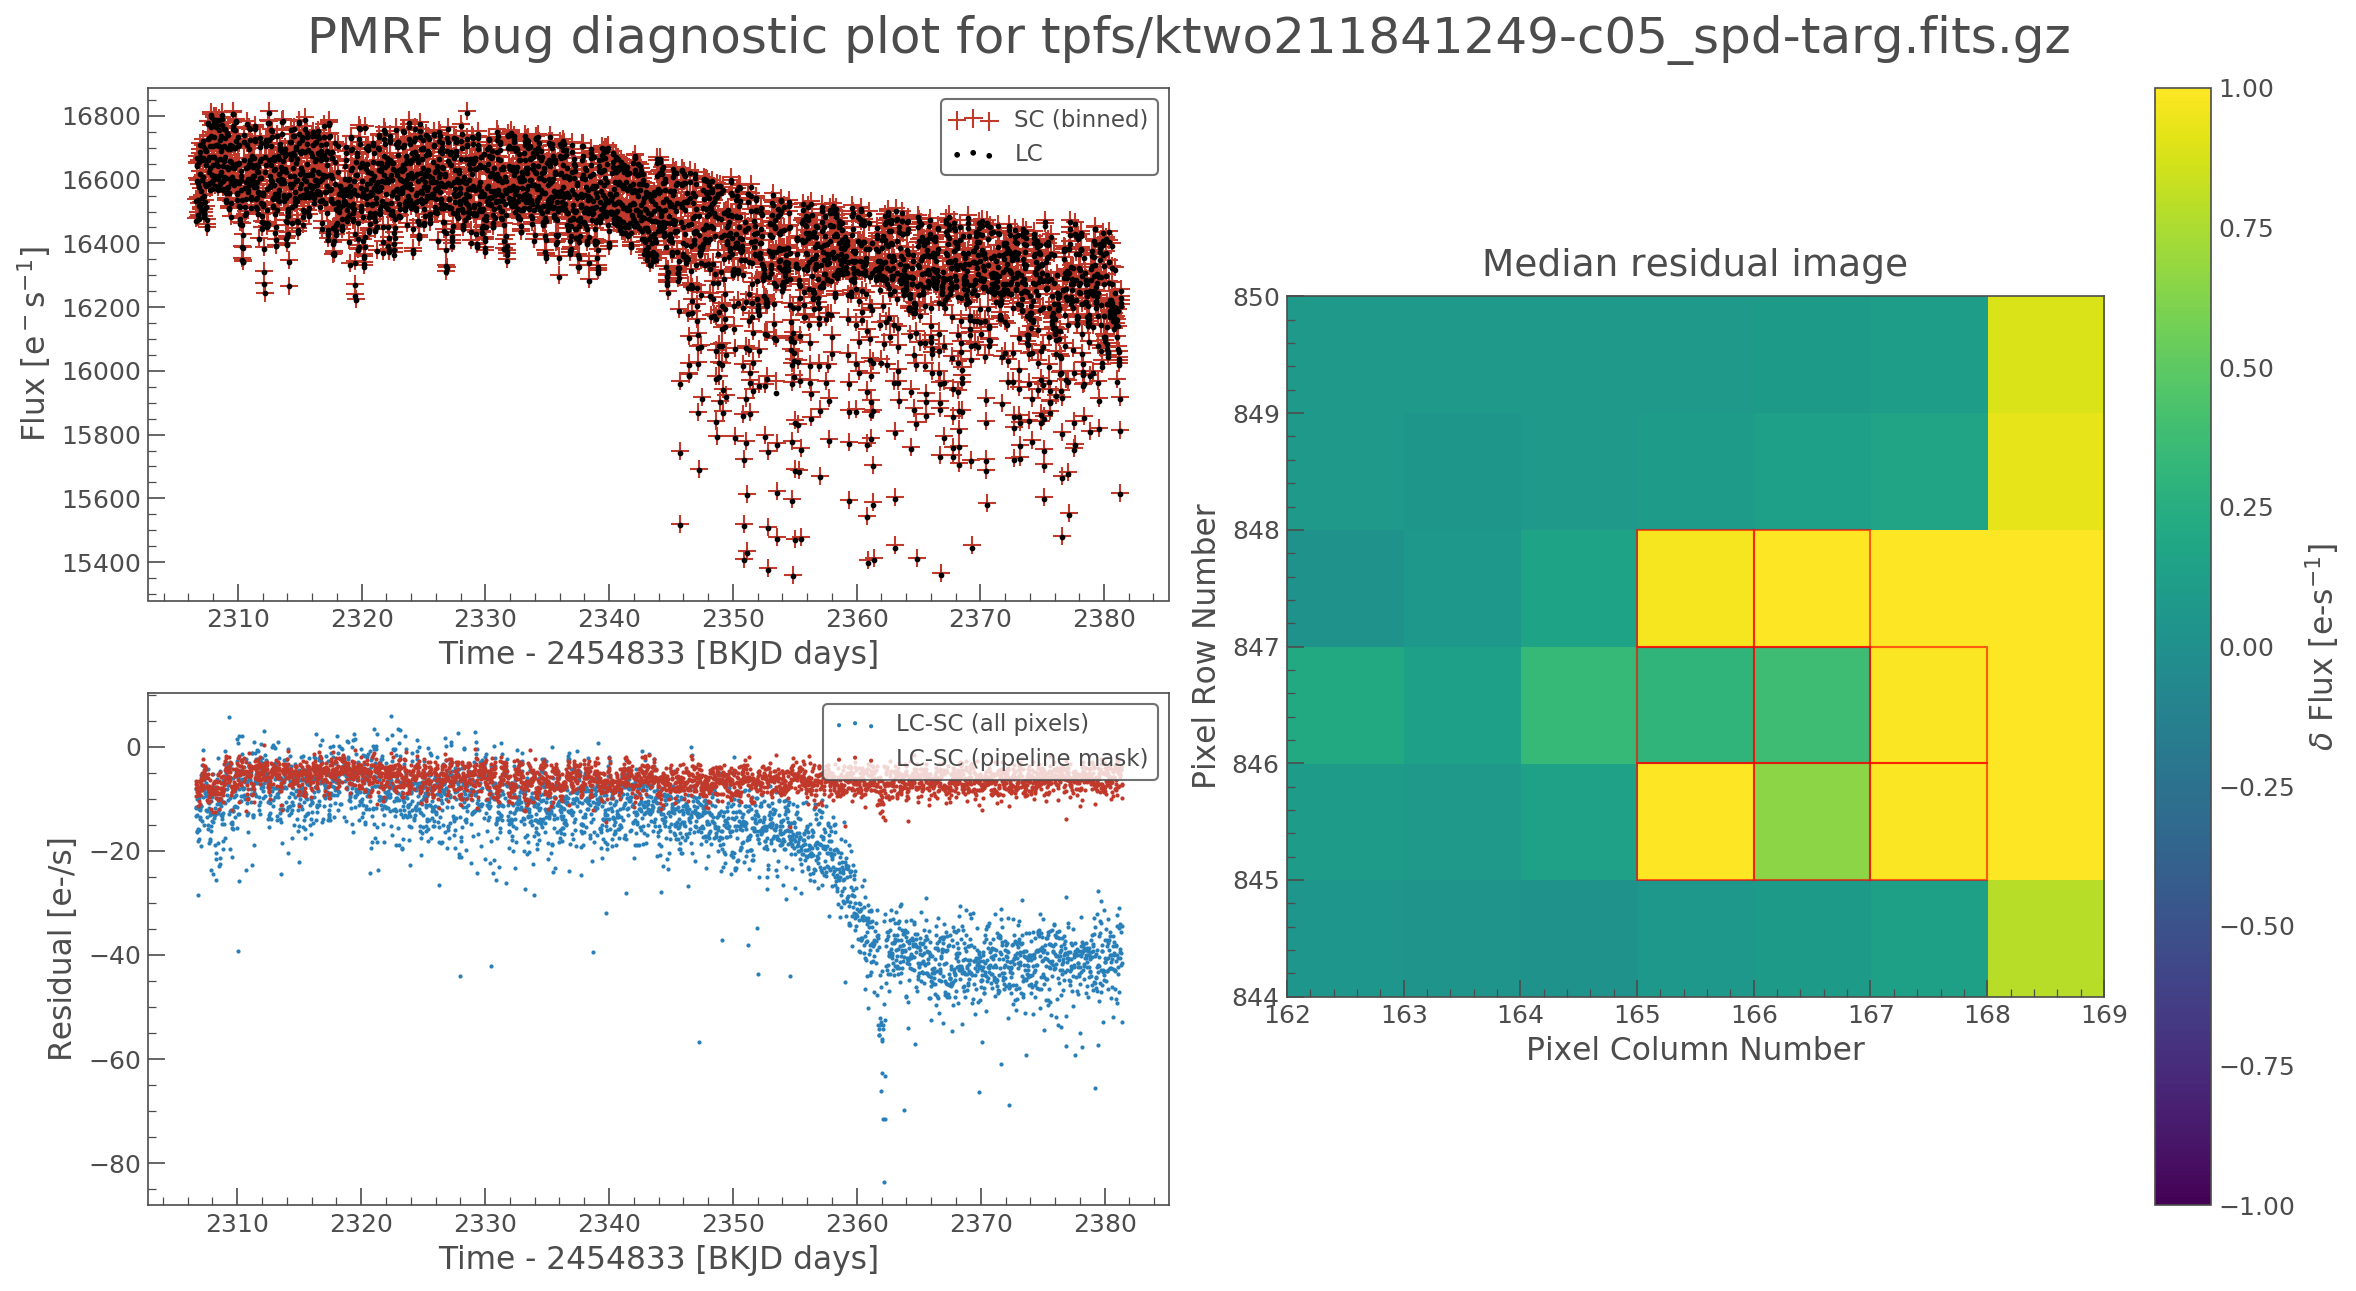 PMRF bug diagnostic plot for tpfs/ktwo211841249-c05_spd-targ.fits.gz
16800
16600
16400
16200
16000
15800
15600
15400
Flux [e⁻ s⁻¹]
SC (binned)
LC
2310 2320 2330 2340 2350 2360 2370 2380
Time - 2454833 [BKJD days]
0
−20
−40
−60
−80
Residual [e-/s]
LC-SC (all pixels)
LC-SC (pipeline mask)
2310 2320 2330 2340 2350 2360 2370 2380
Time - 2454833 [BKJD days]
Median residual image
850
849
848
847
846
845
844
Pixel Row Number
162 163 164 165 166 167 168 169
Pixel Column Number
1.00
0.75
0.50
0.25
0.00
−0.25
−0.50
−0.75
−1.00
δ Flux [e-s⁻¹]